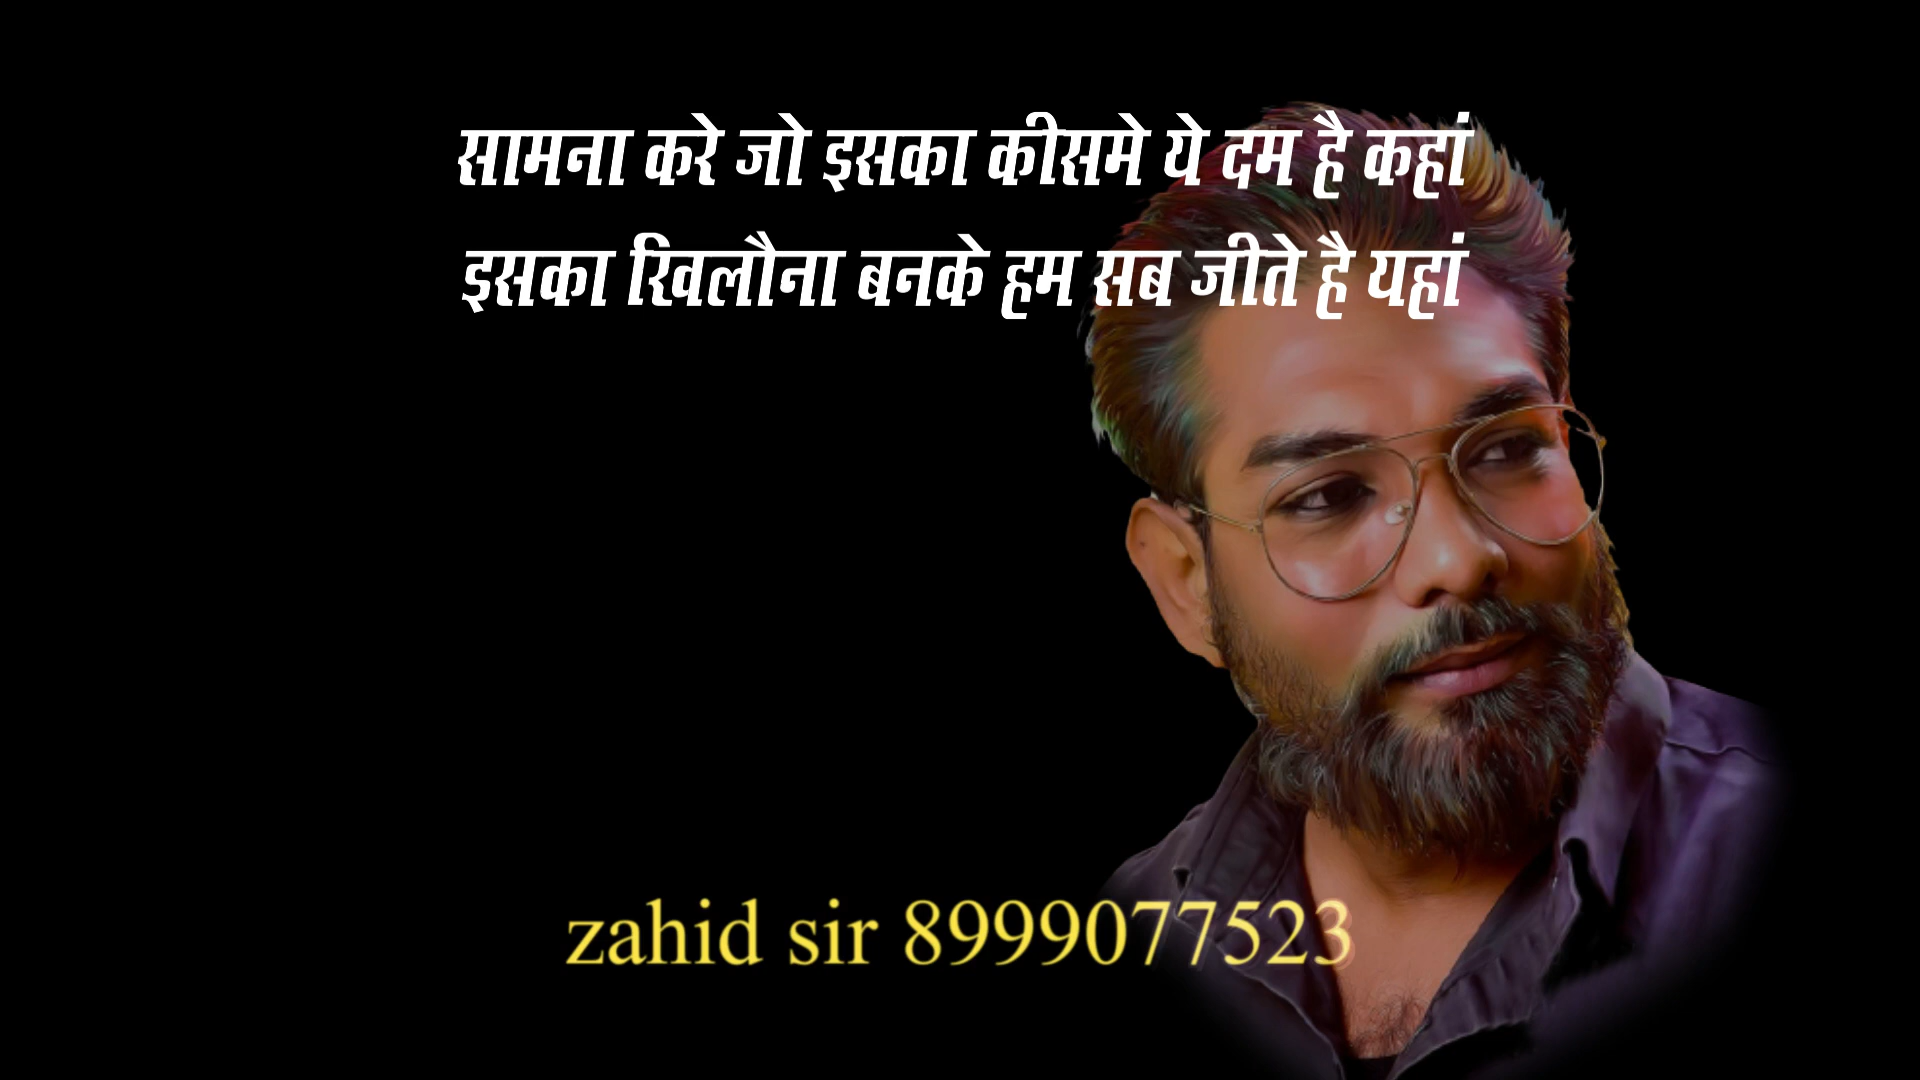 सामना करे जो इसका कीसमे ये दम है कहां
इसका खिलौना बनके हम सब जीते है यहां
zahid sir 8999077523